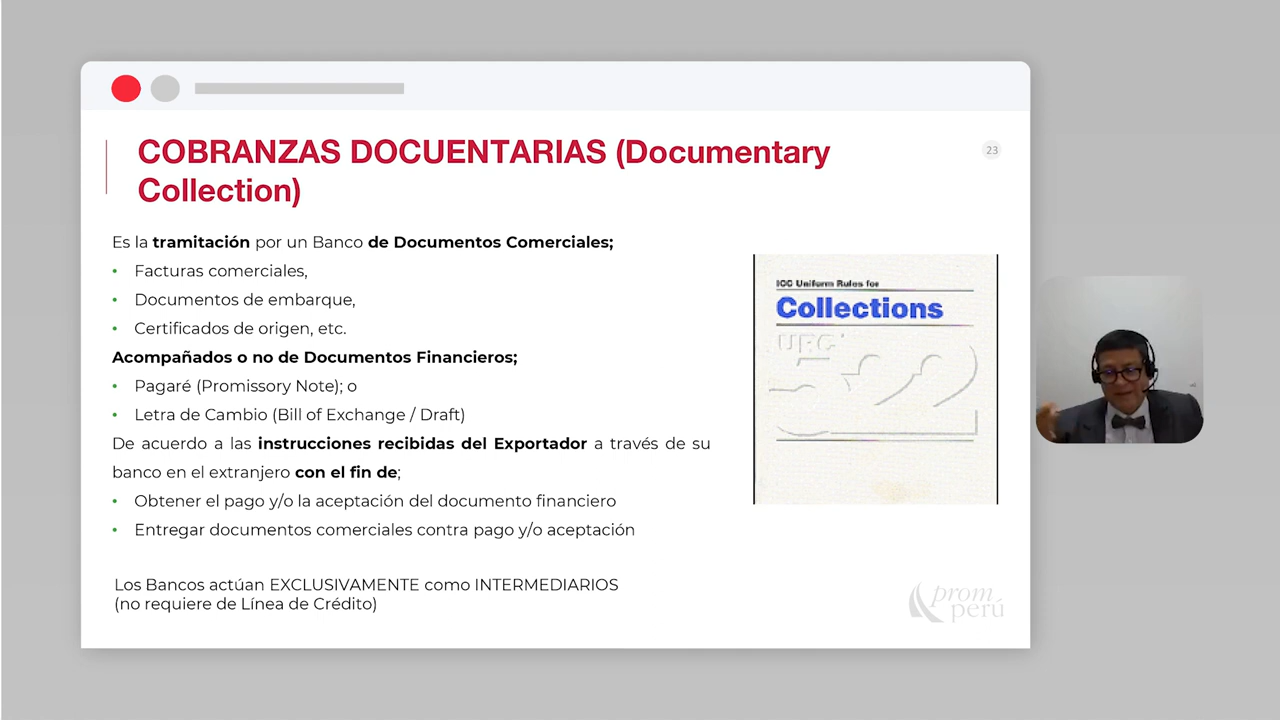 COBRANZAS DOCUENTARIAS (Documentary
Collection)
23
Es la tramitación por un Banco de Documentos Comerciales;
• Facturas comerciales,
• Documentos de embarque,
• Certificados de origen, etc.
Acompañados o no de Documentos Financieros;
• Pagaré (Promissory Note); o
• Letra de Cambio (Bill of Exchange / Draft)
De acuerdo a las instrucciones recibidas del Exportador a través de su
banco en el extranjero con el fin de;
• Obtener el pago y/o la aceptación del documento financiero
• Entregar documentos comerciales contra pago y/o aceptación
Los Bancos actúan EXCLUSIVAMENTE como INTERMEDIARIOS
(no requiere de Línea de Crédito)
ICC Uniform Rules for
Collections
URC
522
prom
perú